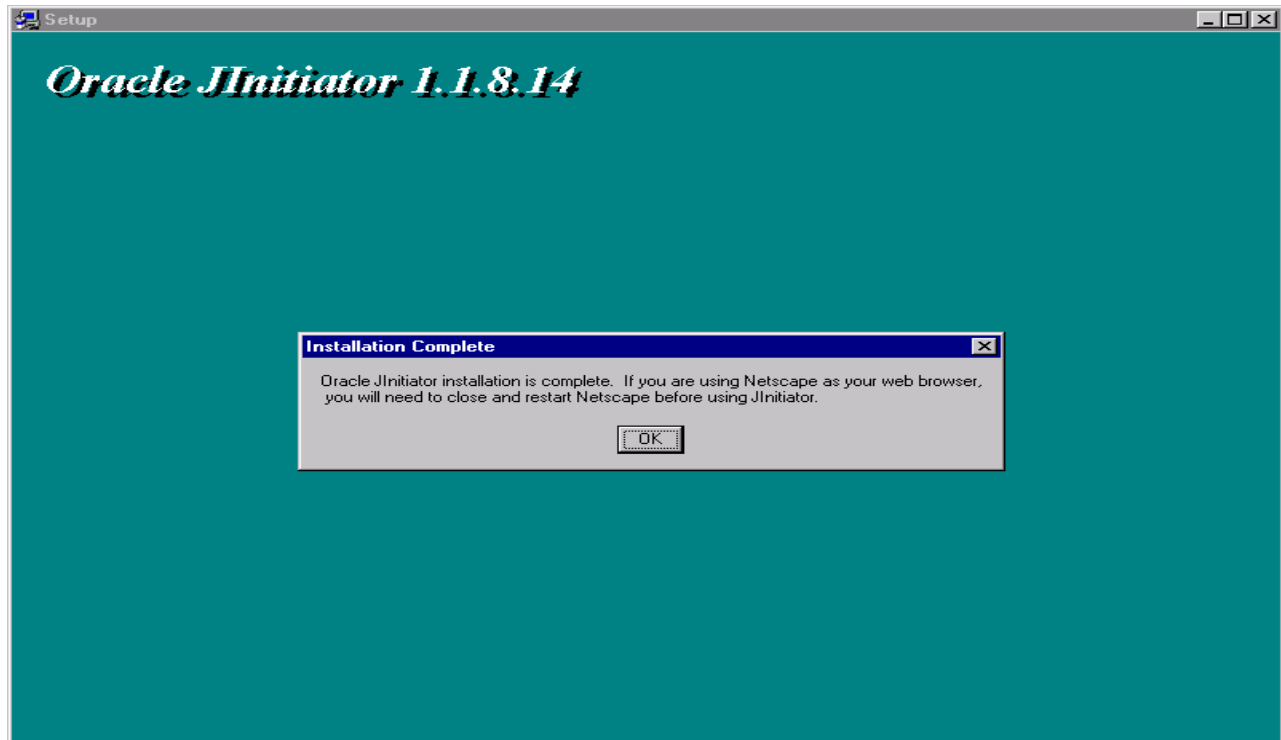 Setup
Oracle JInitiator 1.1.8.14
Installation Complete
Oracle JInitiator installation is complete. If you are using Netscape as your web browser,
you will need to close and restart Netscape before using JInitiator.
OK